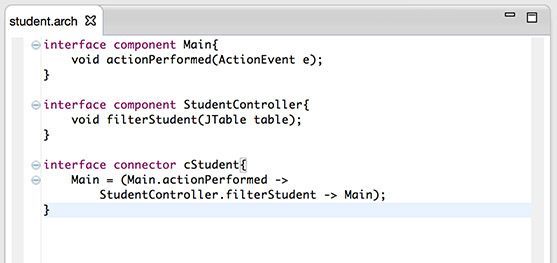 student.arch
interface component Main{
    void actionPerformed(ActionEvent e);
}
interface component StudentController{
    void filterStudent(JTable table);
}
interface connector cStudent{
    Main = (Main.actionPerformed ->
        StudentController.filterStudent -> Main);
}